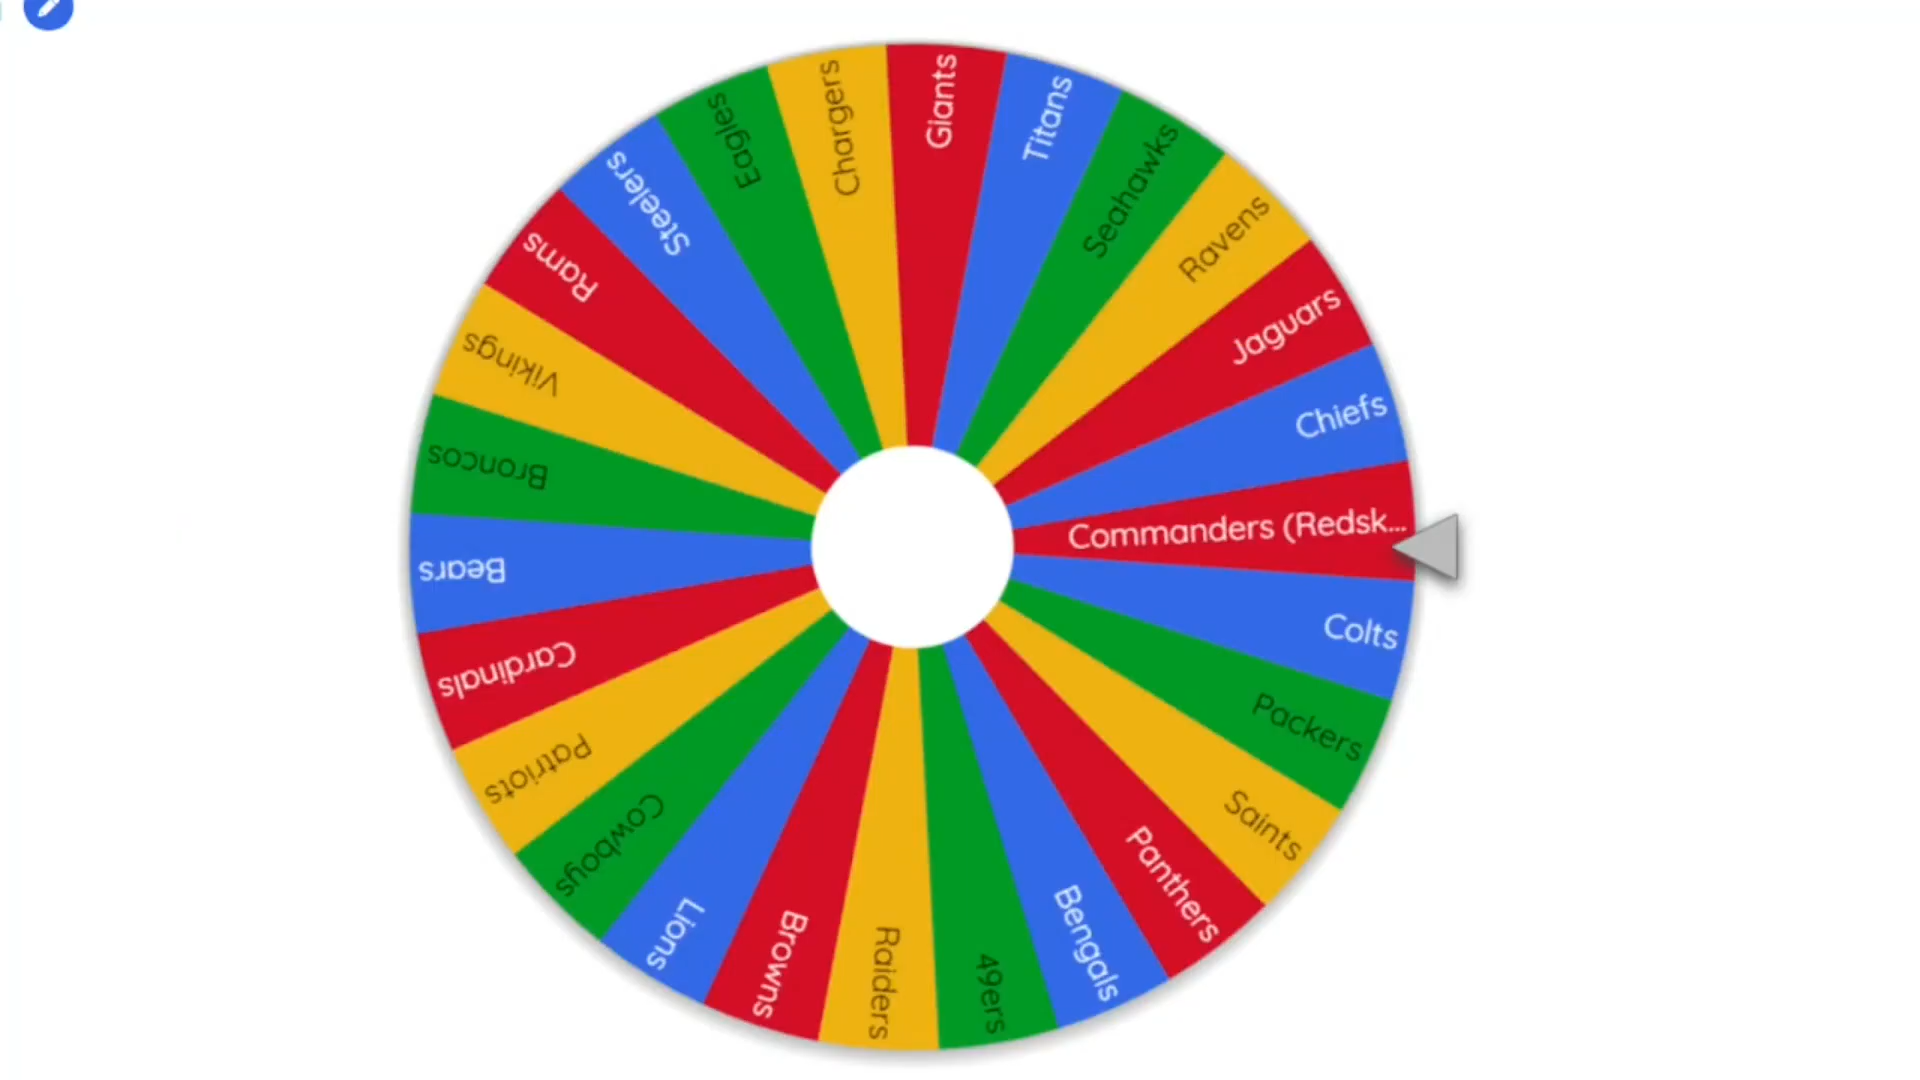 Giants
Titans
Seahawks
Ravens
Jaguars
Chiefs
Commanders (Redsk...
Colts
Packers
Saints
Panthers
Bengals
49ers
Raiders
Browns
Lions
Cowboys
Patriots
Cardinals
Bears
Broncos
Vikings
Rams
Steelers
Eagles
Chargers